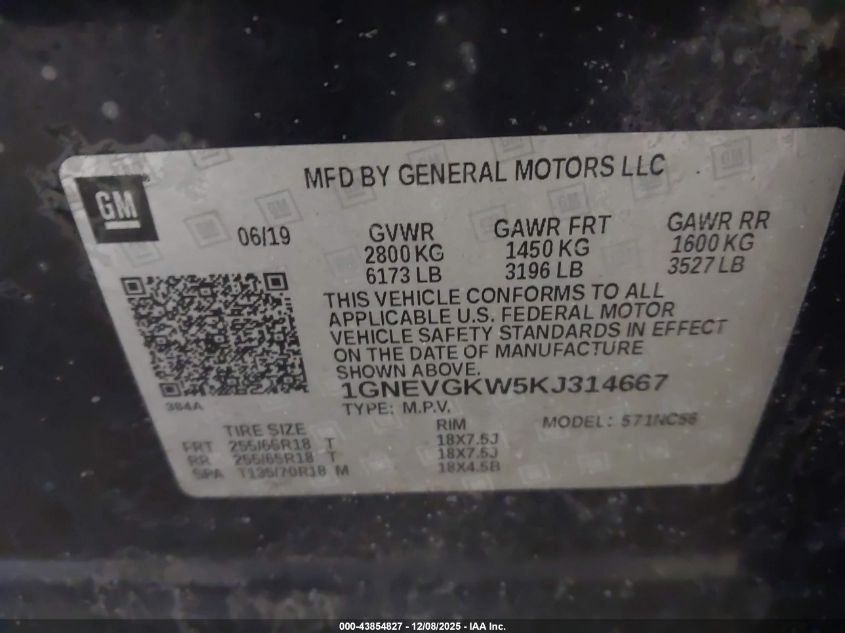 MFD BY GENERAL MOTORS LLC
GM
06/19
GVWR
2800 KG
6173 LB
GAWR FRT
1450 KG
3196 LB
GAWR RR
1600 KG
3527 LB
THIS VEHICLE CONFORMS TO ALL
APPLICABLE U.S. FEDERAL MOTOR
VEHICLE SAFETY STANDARDS IN EFFECT
ON THE DATE OF MANUFACTURE
SHOWN ABOVE.
1GNEVGKW5KJ314667
384A
TYPE: M.P.V.
MODEL: 571NC56
TIRE SIZE RIM
FRT 255/65R18 T 18X7.5J
RR 255/65R18 T 18X7.5J
SPA T135/70R18 M 18X4.5B
000-43854827 - 12/08/2025 - IAA Inc.